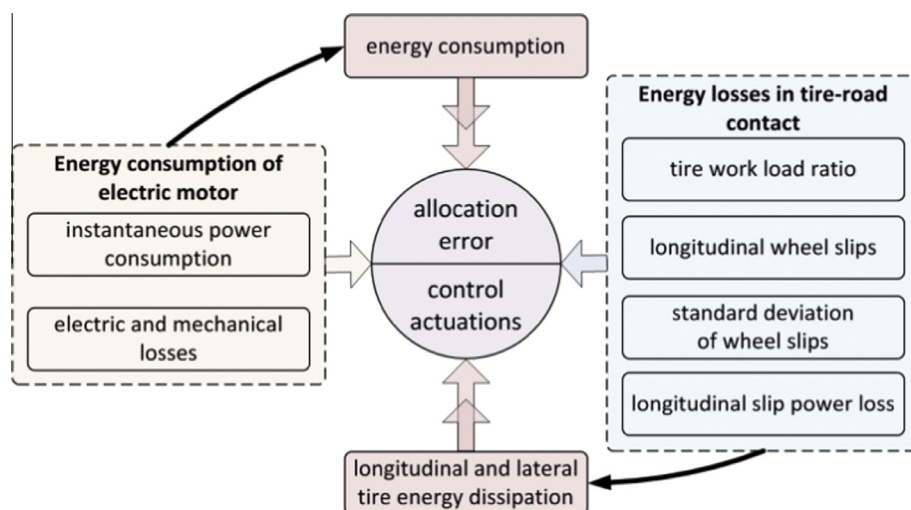 energy consumption
Energy consumption of
electric motor
instantaneous power
consumption
electric and mechanical
losses
allocation
error
control
actuations
Energy losses in tire-road
contact
tire work load ratio
longitudinal wheel slips
standard deviation
of wheel slips
longitudinal slip power loss
longitudinal and lateral
tire energy dissipation